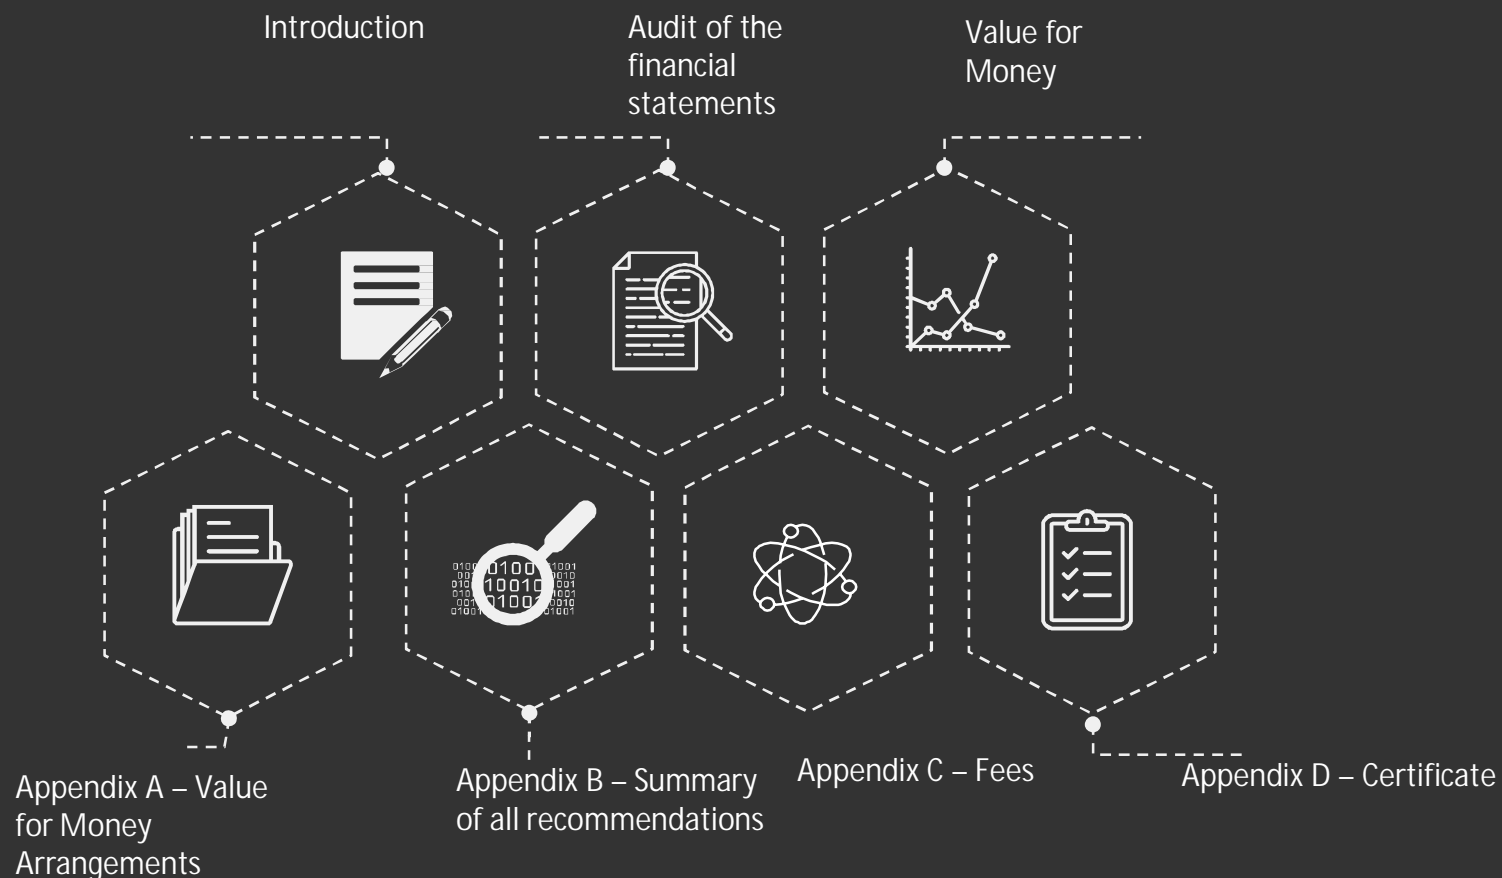 Introduction
Audit of the
financial
statements
Value for
Money
Appendix A – Value
for Money
Arrangements
Appendix B – Summary
of all recommendations
Appendix C – Fees
Appendix D – Certificate